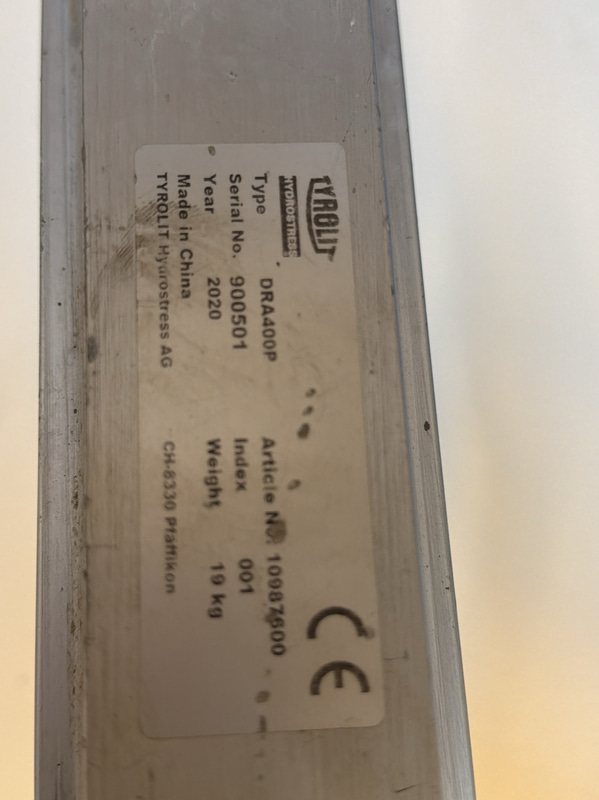 TYROLIT
HYDROSTRESS
Type DRA400P Article No. 10987600
Serial No. 900501 Index 001
Year 2020 Weight 19 kg
Made in China
TYROLIT Hydrostress AG CH-8330 Pfäffikon
CE